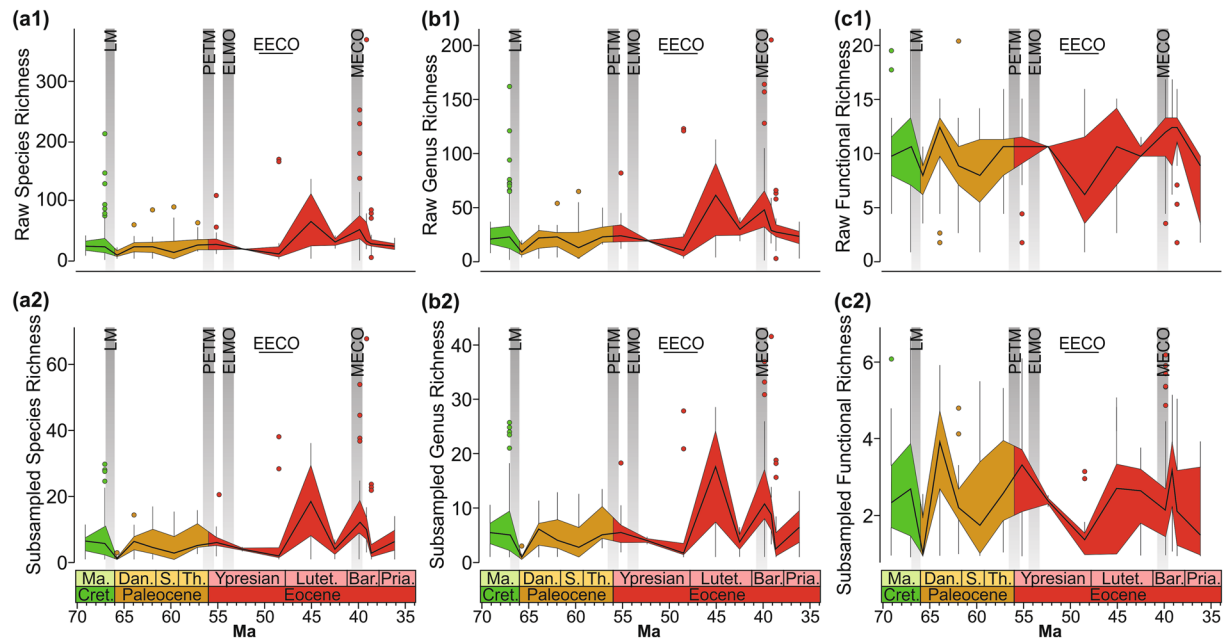 (a1)
Raw Species Richness
300
200
100
0
LM
PETM
ELMO
EECO
MECO
(b1)
Raw Genus Richness
200
150
100
50
0
LM
PETM
ELMO
EECO
MECO
(c1)
Raw Functional Richness
20
15
10
5
0
LM
PETM
ELMO
EECO
MECO
(a2)
Subsampled Species Richness
60
40
20
0
LM
PETM
ELMO
EECO
MECO
(b2)
Subsampled Genus Richness
40
30
20
10
0
LM
PETM
ELMO
EECO
MECO
(c2)
Subsampled Functional Richness
6
4
2
LM
PETM
ELMO
EECO
MECO
Ma. Dan. S. Th. Ypresian Lutet. Bar. Pria.
Cret. Paleocene Eocene
70 65 60 55 50 45 40 35
Ma
Ma. Dan. S. Th. Ypresian Lutet. Bar. Pria.
Cret. Paleocene Eocene
70 65 60 55 50 45 40 35
Ma
Ma. Dan. S. Th. Ypresian Lutet. Bar. Pria.
Cret. Paleocene Eocene
70 65 60 55 50 45 40 35
Ma